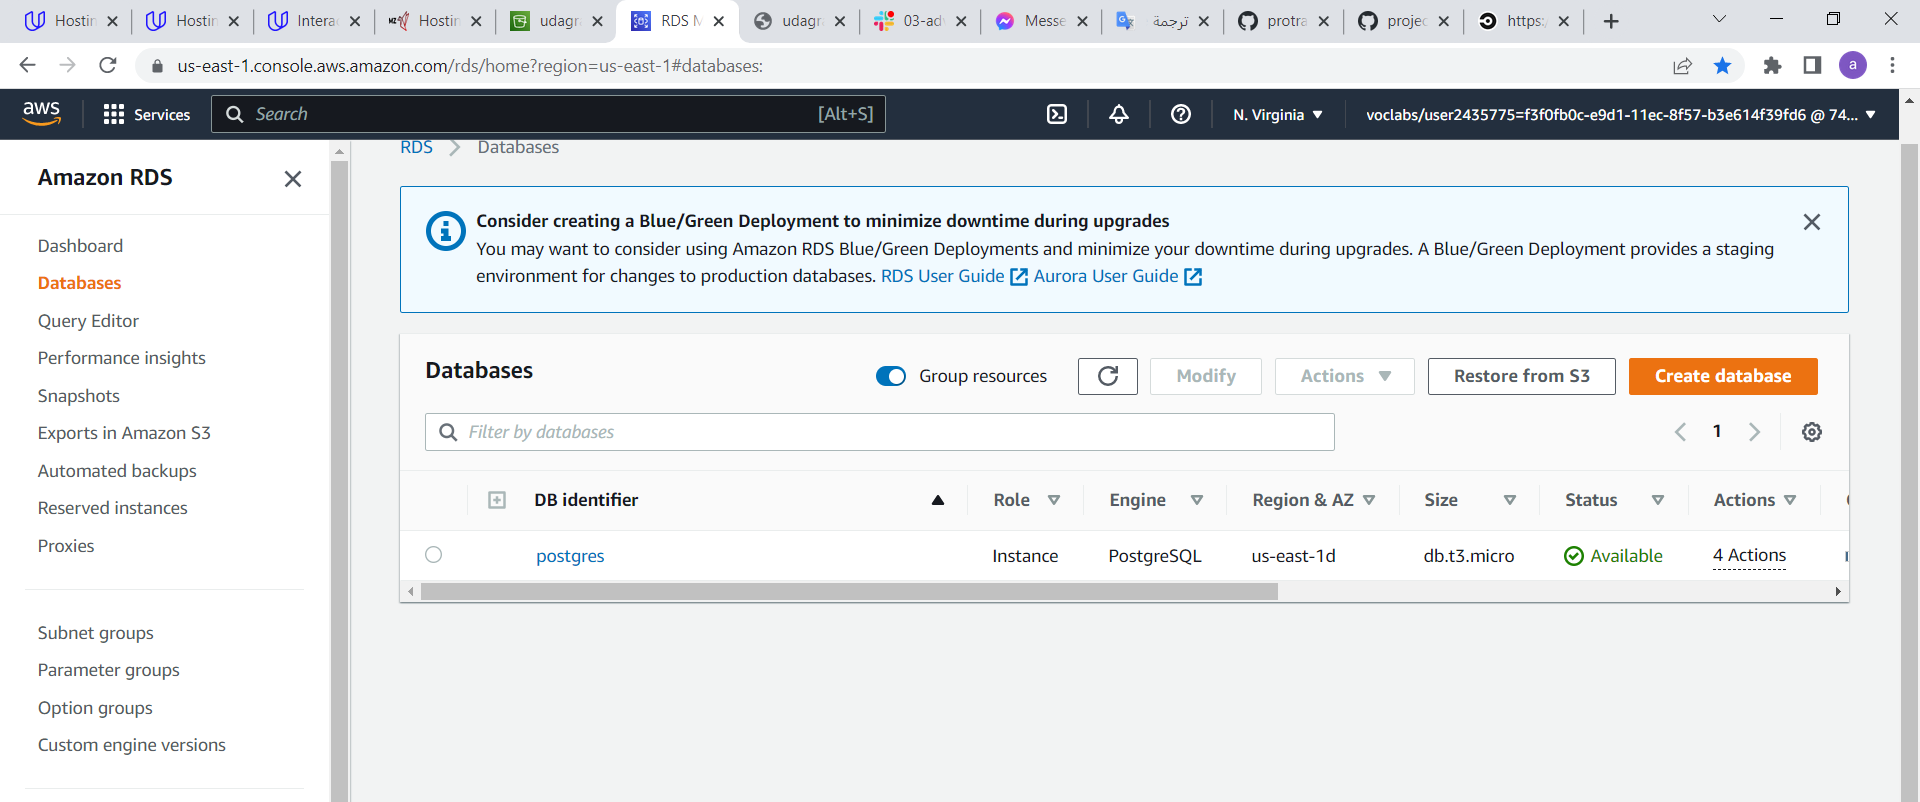 Hostin
Hostin
Interac
Hostin
udagra
RDS M
udagra
03-adv
Messe
ترجمة
protra
projec
https:/
us-east-1.console.aws.amazon.com/rds/home?region=us-east-1#databases:
a
aws
Services
Search
[Alt+S]
N. Virginia
voclabs/user2435775=f3f0fb0c-e9d1-11ec-8f57-b3e614f39fd6 @ 74...
Amazon RDS
Dashboard
Databases
Query Editor
Performance insights
Snapshots
Exports in Amazon S3
Automated backups
Reserved instances
Proxies
Subnet groups
Parameter groups
Option groups
Custom engine versions
RDS > Databases
Consider creating a Blue/Green Deployment to minimize downtime during upgrades
You may want to consider using Amazon RDS Blue/Green Deployments and minimize your downtime during upgrades. A Blue/Green Deployment provides a staging
environment for changes to production databases. RDS User Guide Aurora User Guide
Databases
Group resources
Modify
Actions
Restore from S3
Create database
Filter by databases
1
DB identifier Role Engine Region & AZ Size Status Actions
postgres Instance PostgreSQL us-east-1d db.t3.micro Available 4 Actions